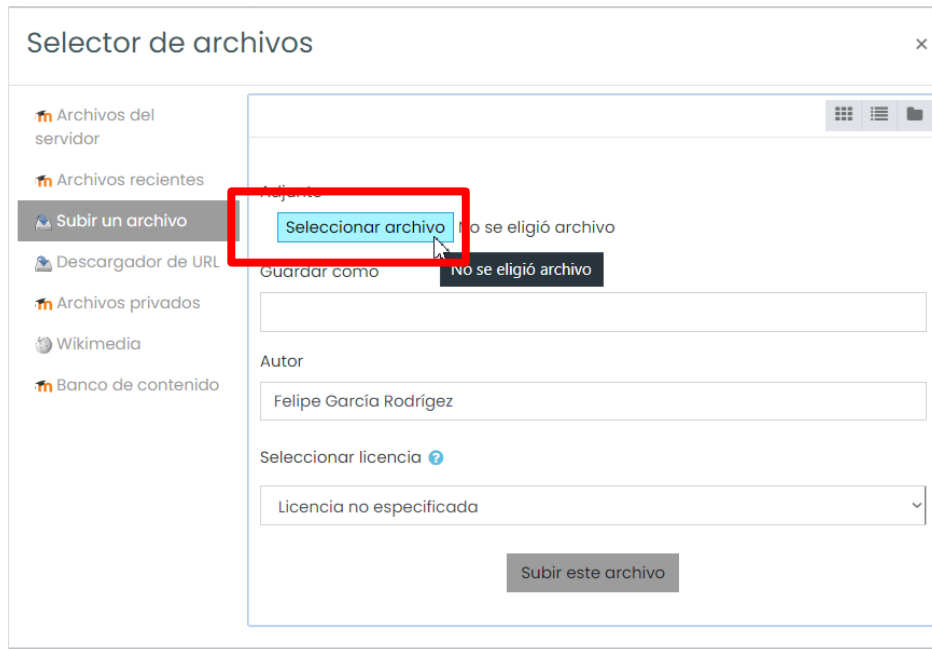 Selector de archivos ×
Archivos del
servidor
Archivos recientes
Subir un archivo
Descargador de URL
Archivos privados
Wikimedia
Banco de contenido
Adjunto
Seleccionar archivo No se eligió archivo
No se eligió archivo
Guardar como
Autor
Felipe García Rodrígez
Seleccionar licencia ?
Licencia no especificada
Subir este archivo